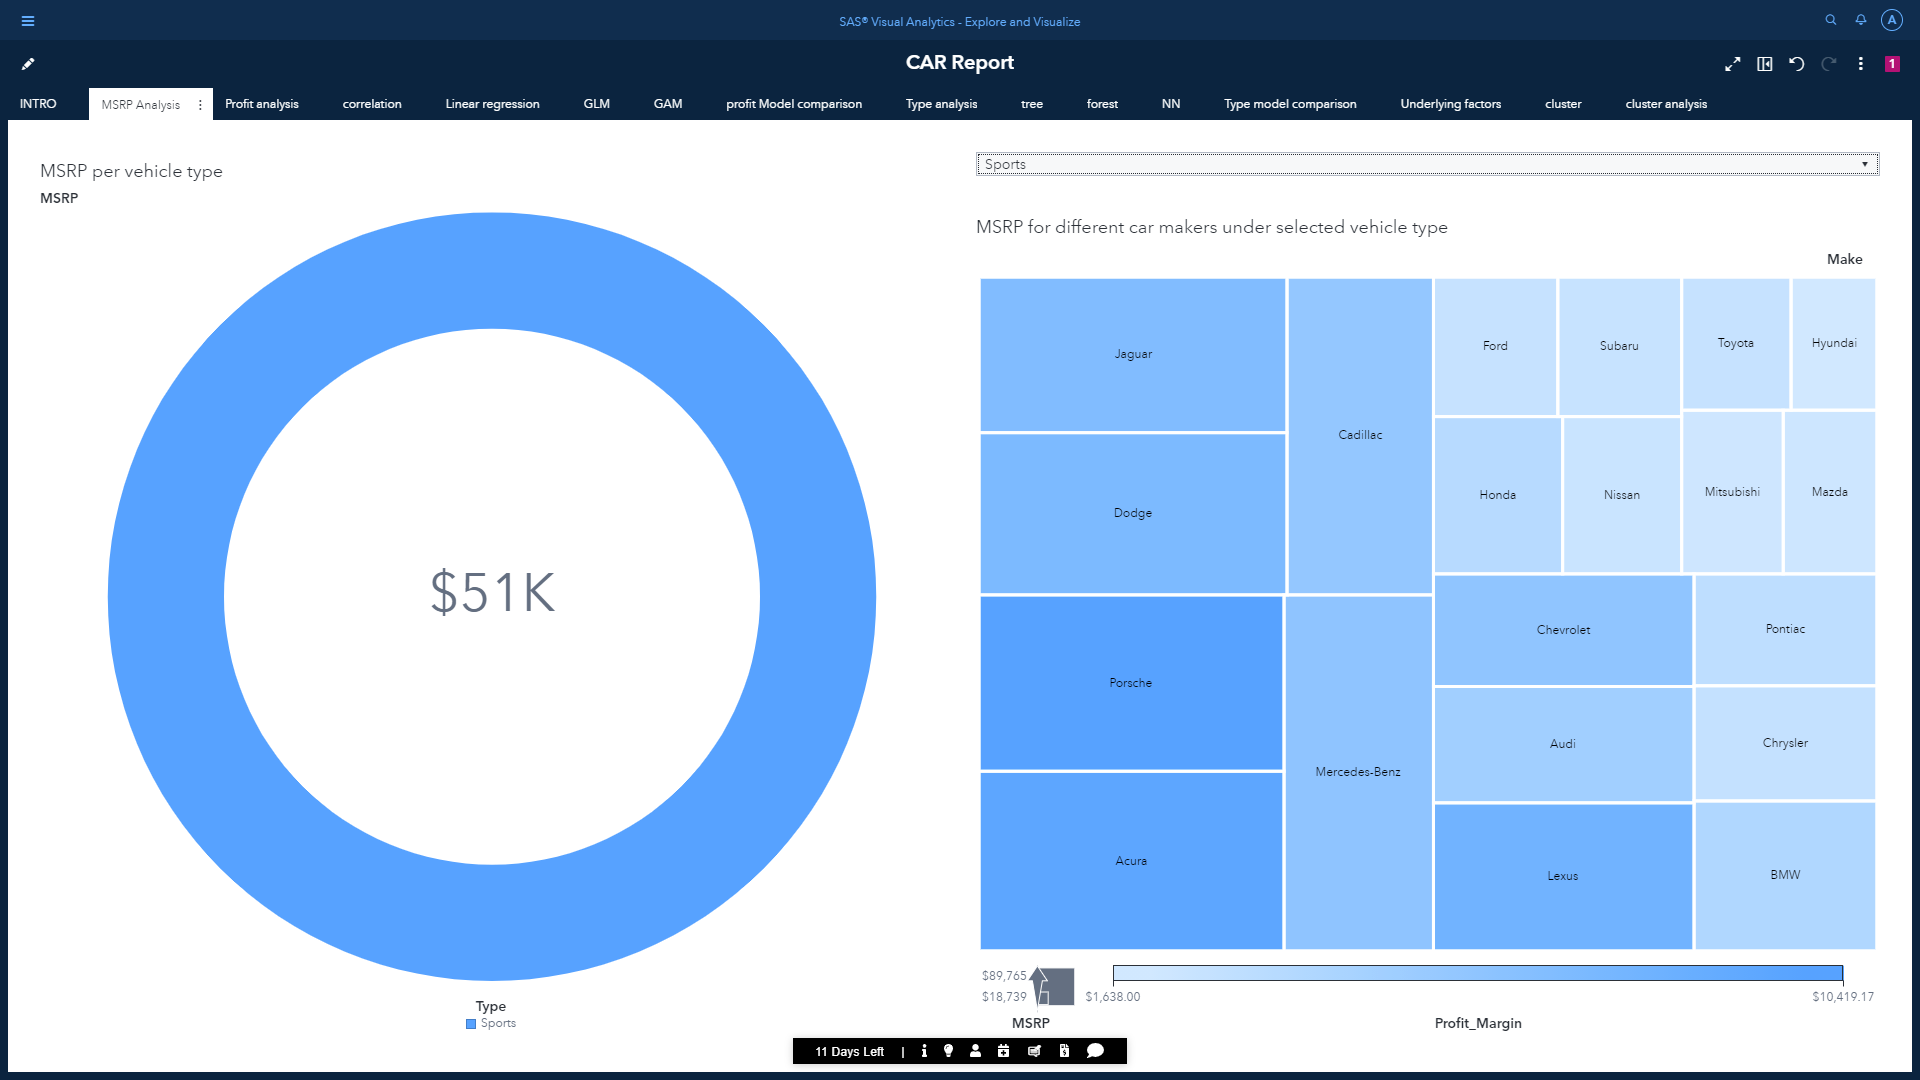 SAS® Visual Analytics - Explore and Visualize
A
CAR Report
1
INTRO MSRP Analysis Profit analysis correlation Linear regression GLM GAM profit Model comparison Type analysis tree forest NN Type model comparison Underlying factors cluster cluster analysis
MSRP per vehicle type
MSRP
$51K
Type
Sports
Sports
MSRP for different car makers under selected vehicle type
Make
Jaguar
Dodge
Porsche
Acura
Cadillac
Mercedes-Benz
Ford
Subaru
Toyota
Hyundai
Honda
Nissan
Mitsubishi
Mazda
Chevrolet
Pontiac
Audi
Chrysler
Lexus
BMW
$89,765
$18,739
MSRP
$1,638.00
$10,419.17
Profit_Margin
11 Days Left |